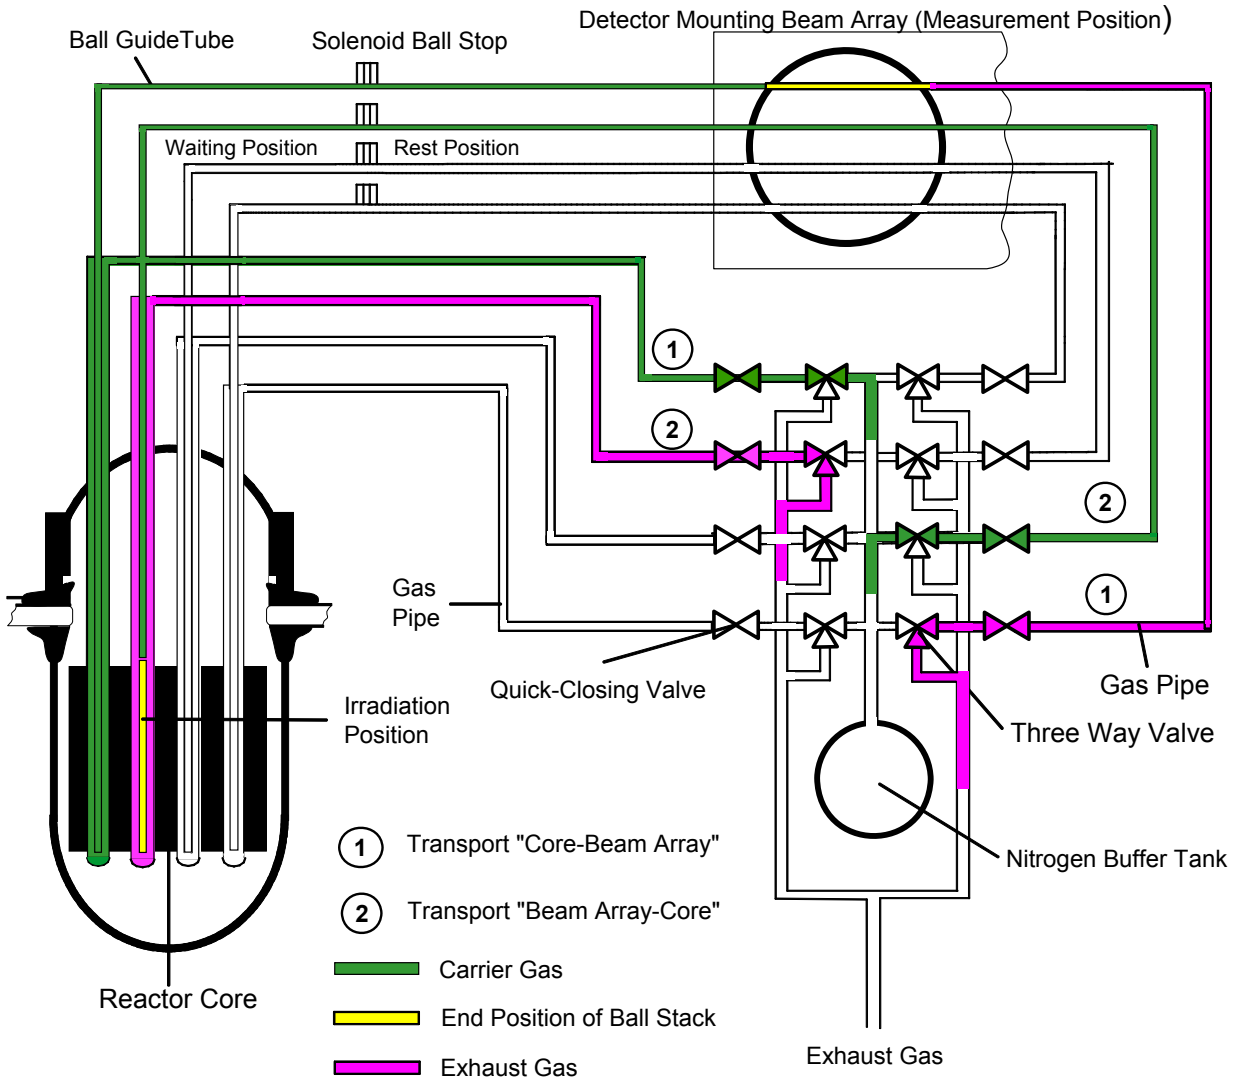 Detector Mounting Beam Array (Measurement Position)
Ball GuideTube
Solenoid Ball Stop
Waiting Position
Rest Position
1
2
2
1
Gas
Pipe
Quick-Closing Valve
Gas Pipe
Irradiation
Position
Three Way Valve
1 Transport "Core-Beam Array"
Nitrogen Buffer Tank
2 Transport "Beam Array-Core"
Carrier Gas
Reactor Core
End Position of Ball Stack
Exhaust Gas
Exhaust Gas